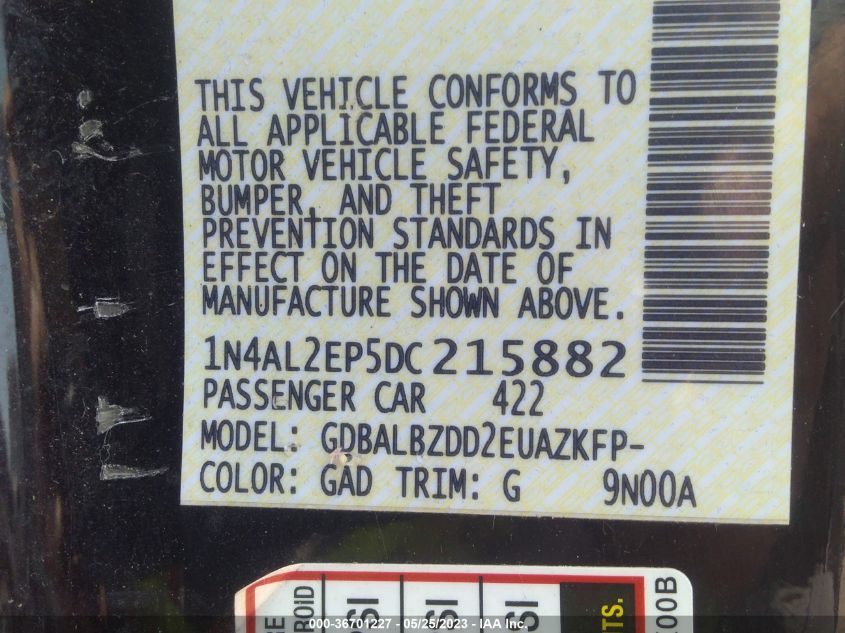 THIS VEHICLE CONFORMS TO
ALL APPLICABLE FEDERAL
MOTOR VEHICLE SAFETY,
BUMPER, AND THEFT
PREVENTION STANDARDS IN
EFFECT ON THE DATE OF
MANUFACTURE SHOWN ABOVE.
1N4AL2EP5DC215882
PASSENGER CAR 422
MODEL: GDBALBZDD2EUAZKFP-
COLOR: GAD TRIM: G 9N00A
000-36701227 - 05/25/2023 - IAA Inc.